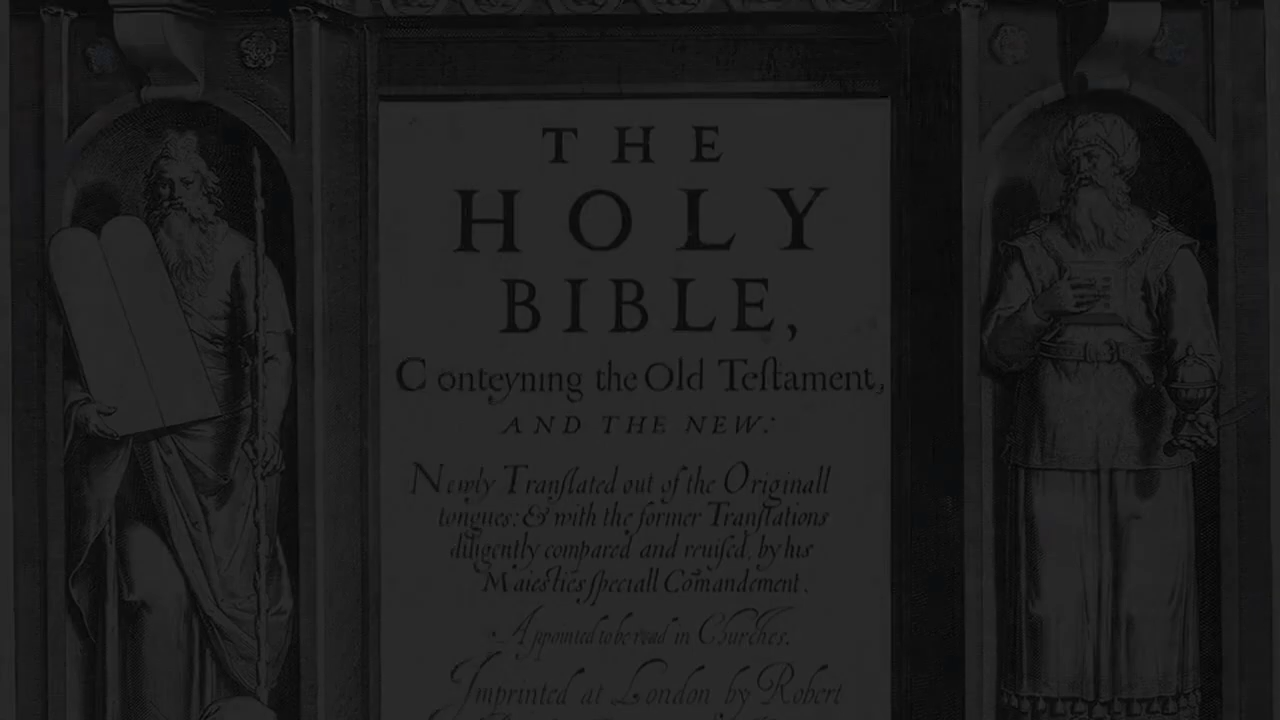 THE
HOLY
BIBLE,
Conteyning the Old Teſtament,
AND THE NEW:
Newly Tranſlated out of the Originall
tongues: & with the former Tranſlations
diligently compared and reuiſed, by his
Maiesties ſpeciall Comandement.
Appointed to be read in Churches.
Imprinted at London by Robert